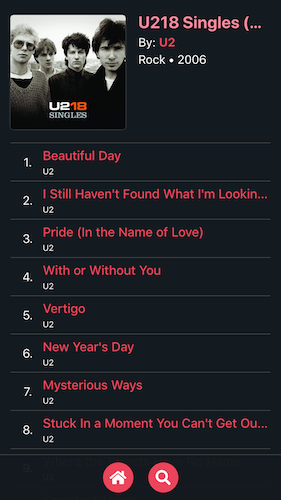 U218 Singles (...
By: U2
Rock • 2006
U218
SINGLES
1. Beautiful Day
U2
2. I Still Haven't Found What I'm Lookin...
U2
3. Pride (In the Name of Love)
U2
4. With or Without You
U2
5. Vertigo
U2
6. New Year's Day
U2
7. Mysterious Ways
U2
8. Stuck In a Moment You Can't Get Ou...
U2
9.